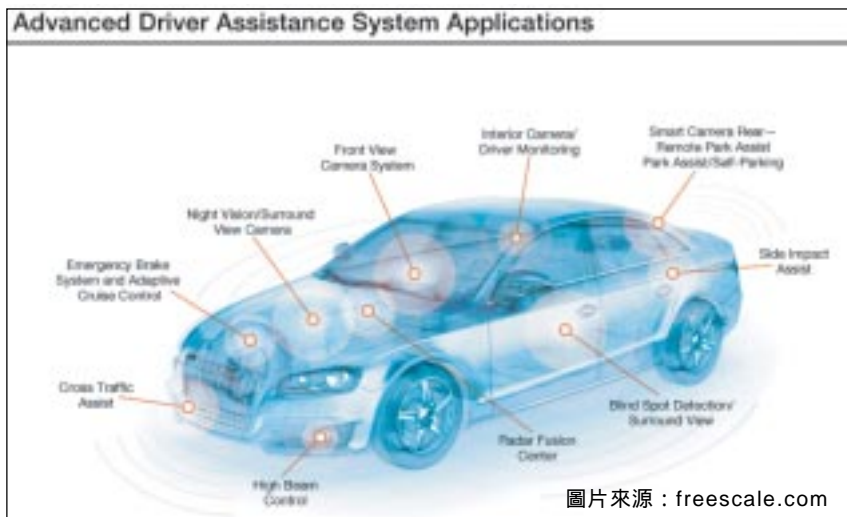 Advanced Driver Assistance System Applications
Interior Camera/
Driver Monitoring
Smart Camera Rear—
Remote Park Assist
Park Assist/Self-Parking
Front View
Camera System
Night Vision/Surround
View Camera
Emergency Brake
System and Adaptive
Cruise Control
Side Impact
Assist
Cross Traffic
Assist
Blind Spot Detection/
Surround View
Radar Fusion
Center
High Beam
Control
圖片來源：freescale.com